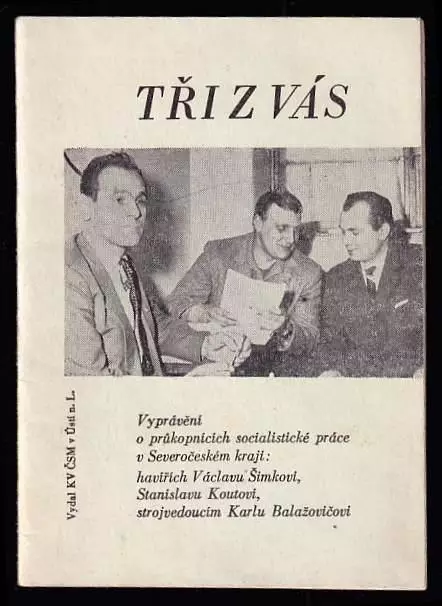 TŘI Z VÁS
Vyprávění
o průkopnících socialistické práce
v Severočeském kraji:
havířích Václavu Šimkovi,
Stanislavu Koutovi,
strojvedoucím Karlu Balažovičovi
Vydal KV ČSM v Ústí n. L.